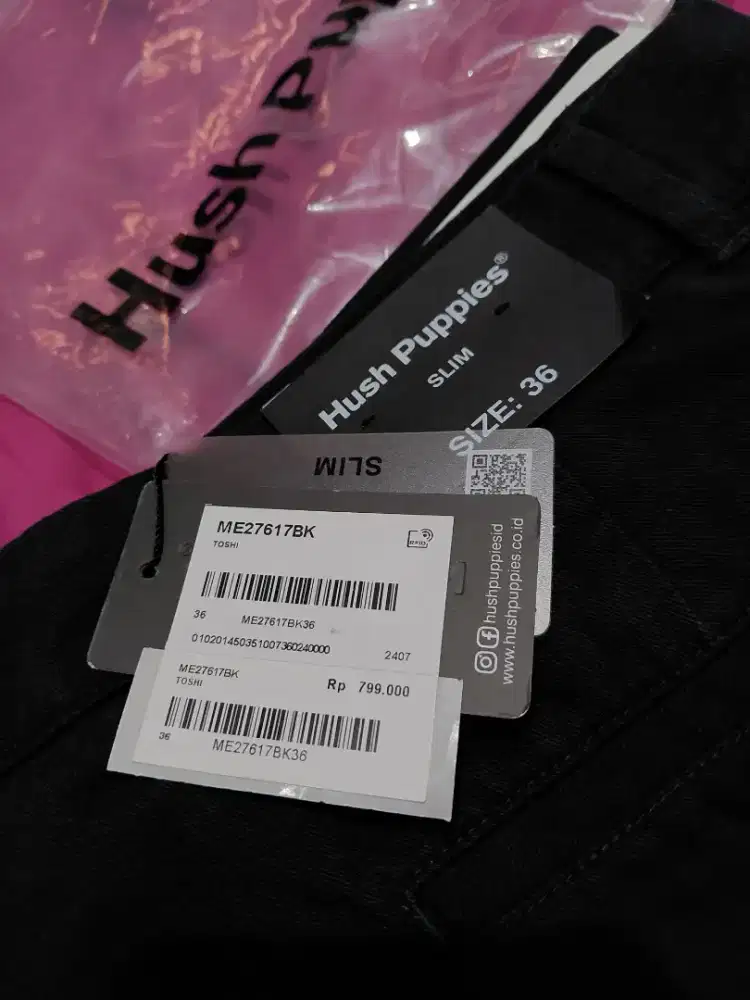 Hush Pu
Hush Puppies®
SLIM
SIZE: 36
SLIM
ME27617BK
TOSHI
36
ME27617BK36
010201450351007360240000
2407
ME27617BK
TOSHI
Rp 799.000
36
ME27617BK36
hushpuppiesid
www.hushpuppies.co.id